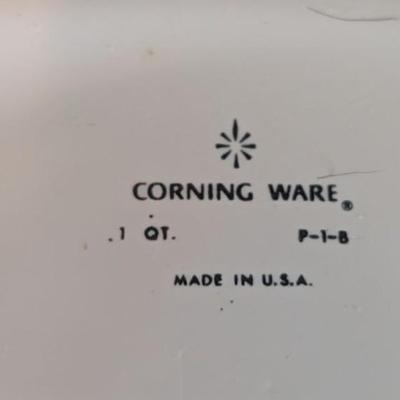 CORNING WARE®
1 QT. P-1-B
MADE IN U.S.A.